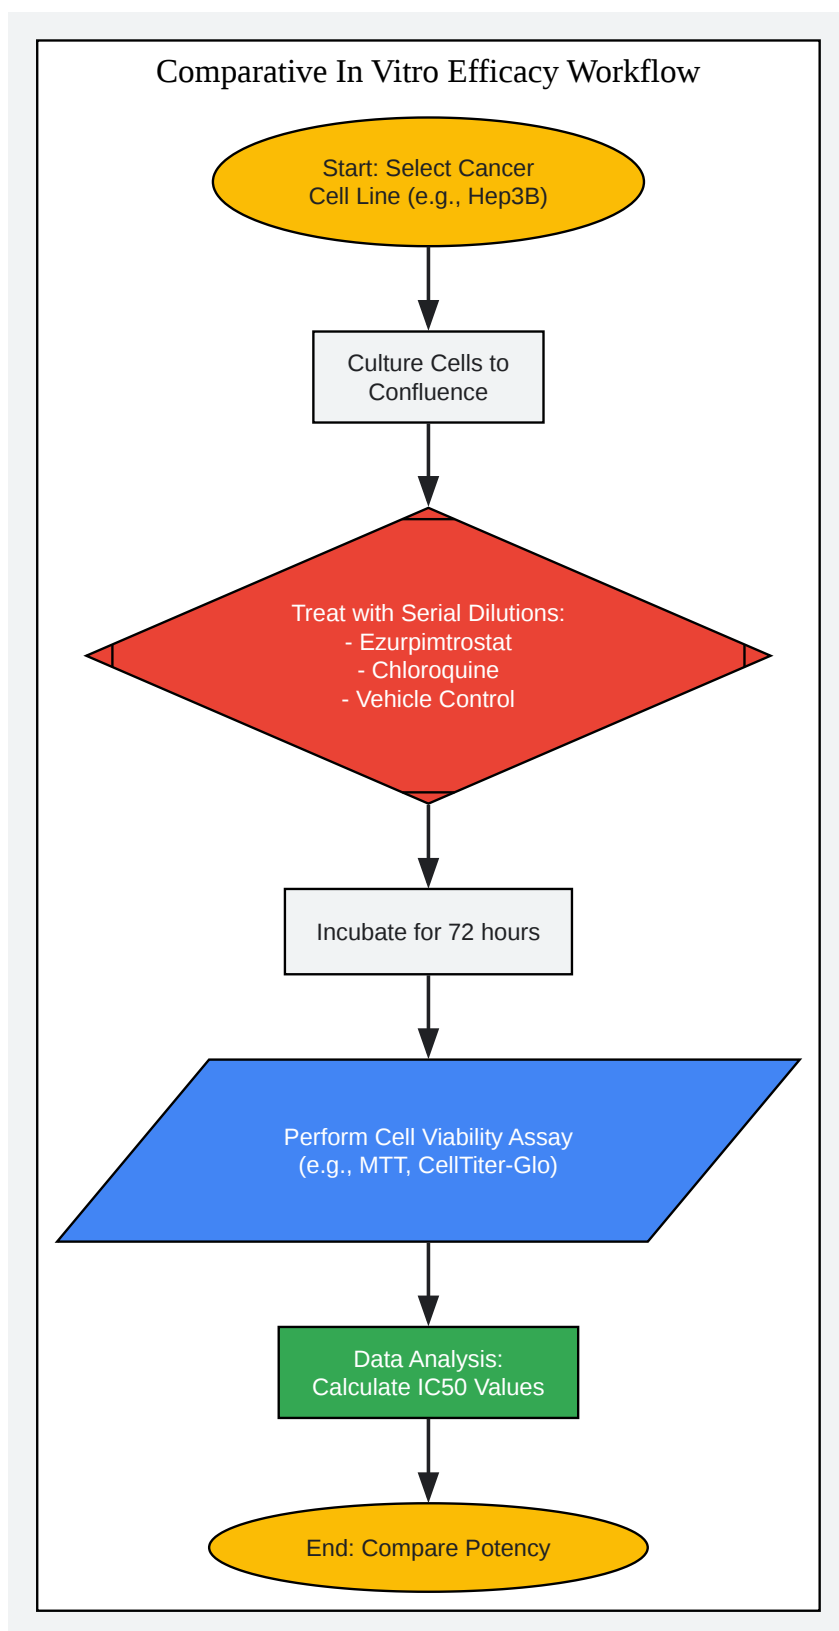 Comparative In Vitro Efficacy Workflow
Start: Select Cancer
Cell Line (e.g., Hep3B)
Culture Cells to
Confluence
Treat with Serial Dilutions:
- Ezurpimtrostat
- Chloroquine
- Vehicle Control
Incubate for 72 hours
Perform Cell Viability Assay
(e.g., MTT, CellTiter-Glo)
Data Analysis:
Calculate IC50 Values
End: Compare Potency